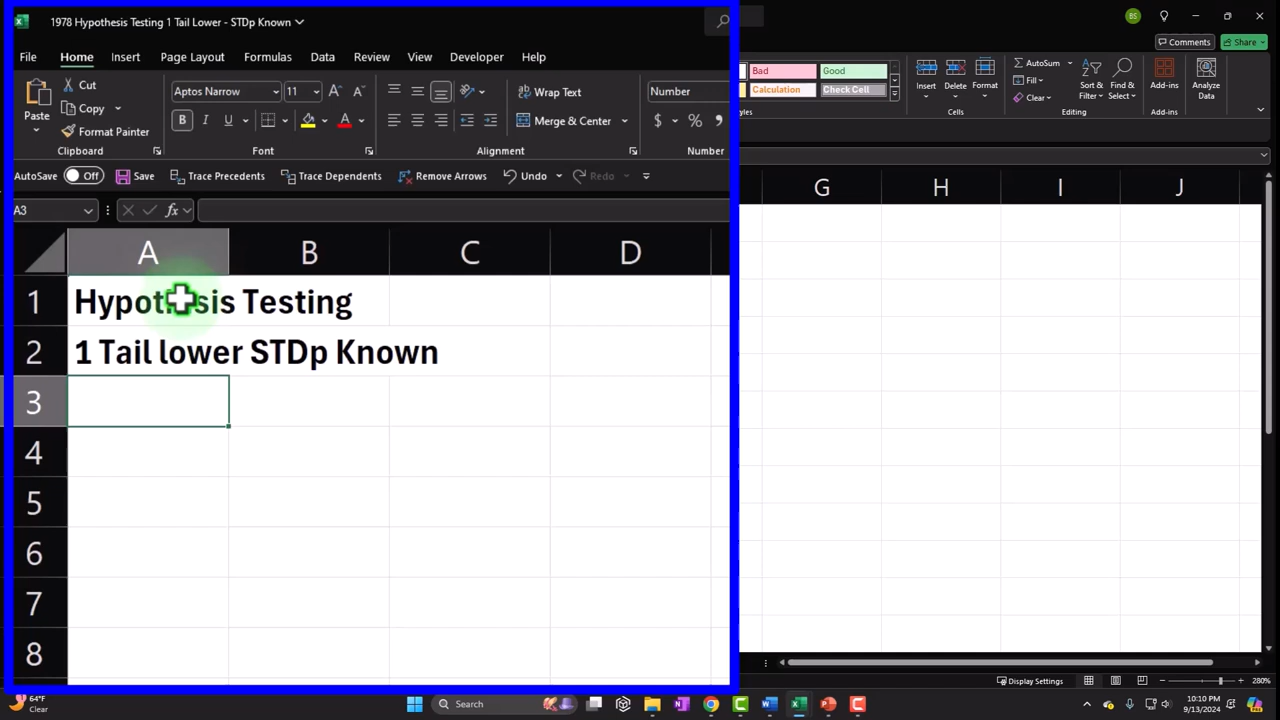 1978 Hypothesis Testing 1 Tail Lower - STDp Known
BS
File Home Insert Page Layout Formulas Data Review View Developer Help
Comments Share
Paste
Cut
Copy
Format Painter
Clipboard
Aptos Narrow 11 A A
B I U A
Font
Wrap Text
Merge & Center
Alignment
Number
$ % ,
Number
Bad Good
Calculation Check Cell
Insert Delete Format
Cells
AutoSum
Fill
Clear
Sort & Filter
Find & Select
Editing
Add-ins
Add-ins
Analyze Data
AutoSave Off Save Trace Precedents Trace Dependents Remove Arrows Undo Redo
A3 fx
A B C D G H I J
1 Hypothesis Testing
2 1 Tail lower STDp Known
3
4
5
6
7
8
Display Settings 280%
64°F
Clear
Search
10:10 PM
9/13/2024